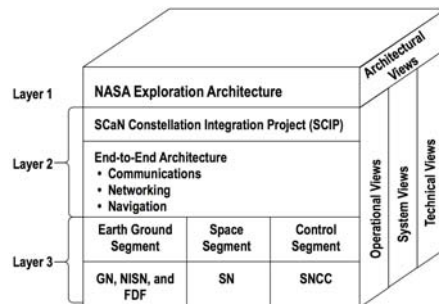 Architectural
Views
Layer 1
NASA Exploration Architecture
SCaN Constellation Integration Project (SCIP)
Layer 2
End-to-End Architecture
• Communications
• Networking
• Navigation
Operational Views
System Views
Technical Views
Layer 3
Earth Ground
Segment
Space
Segment
Control
Segment
GN, NISN, and
FDF
SN
SNCC